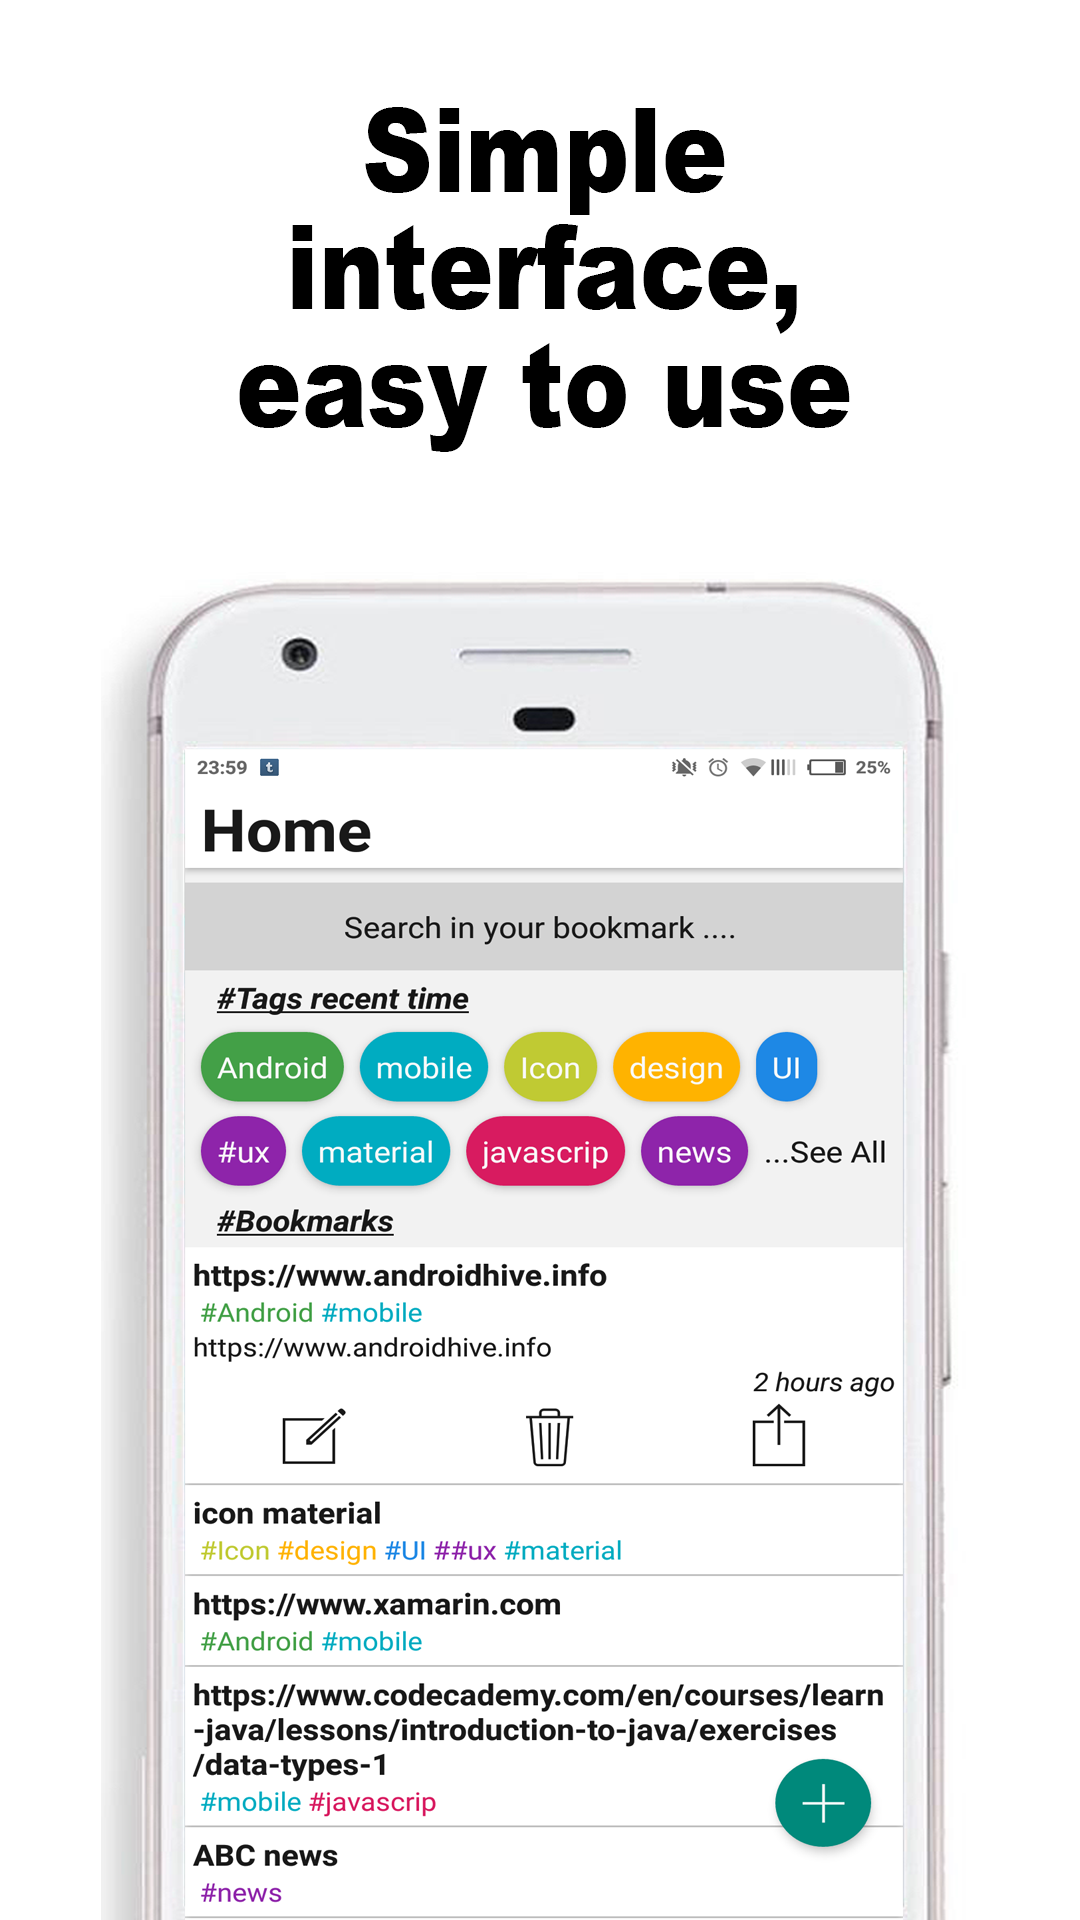 Simple
interface,
easy to use
23:59 t 25%
Home
Search in your bookmark ....
#Tags recent time
Android mobile Icon design UI
#ux material javascrip news ...See All
#Bookmarks
https://www.androidhive.info
#Android #mobile
https://www.androidhive.info
2 hours ago
icon material
#Icon #design #UI ##ux #material
https://www.xamarin.com
#Android #mobile
https://www.codecademy.com/en/courses/learn
-java/lessons/introduction-to-java/exercises
/data-types-1
#mobile #javascrip
ABC news
#news